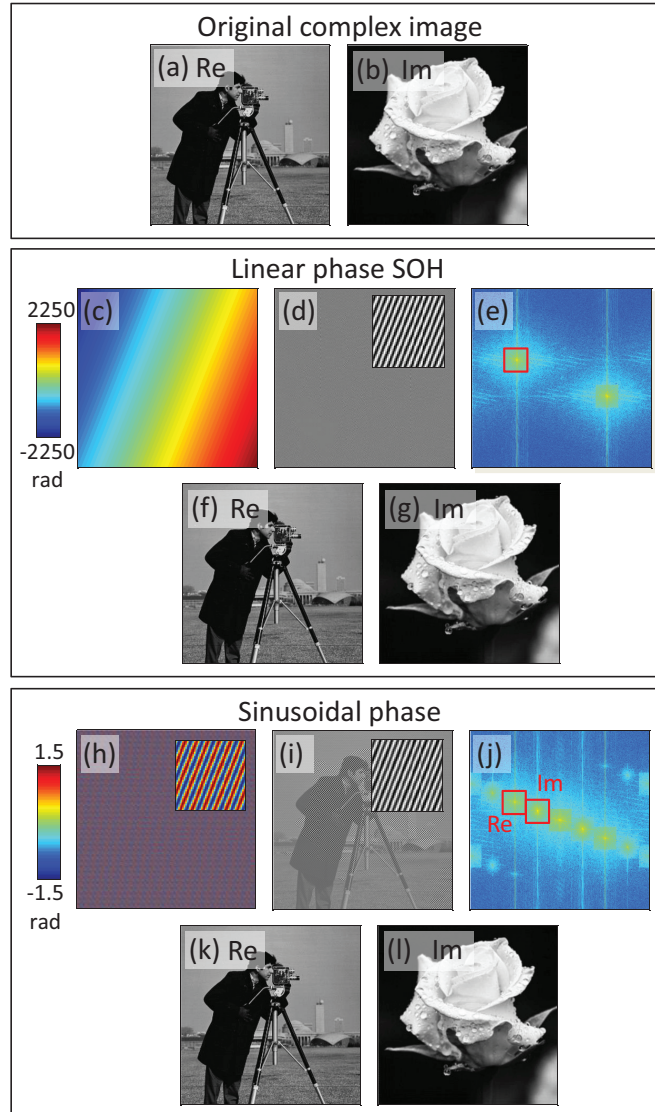 Original complex image
(a) Re
(b) Im
Linear phase SOH
2250
-2250
rad
(c)
(d)
(e)
(f) Re
(g) Im
Sinusoidal phase
1.5
-1.5
rad
(h)
(i)
(j)
Re
Im
(k) Re
(l) Im